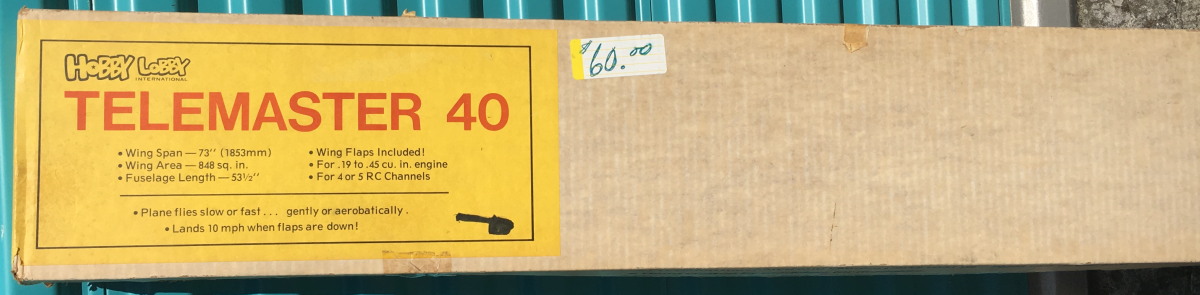 HOBBY LOBBY
INTERNATIONAL
TELEMASTER 40
• Wing Span — 73'' (1853mm)
• Wing Area — 848 sq. in.
• Fuselage Length — 53½''
• Wing Flaps Included!
• For .19 to .45 cu. in. engine
• For 4 or 5 RC Channels
• Plane flies slow or fast . . . gently or aerobatically.
• Lands 10 mph when flaps are down!
$60.00